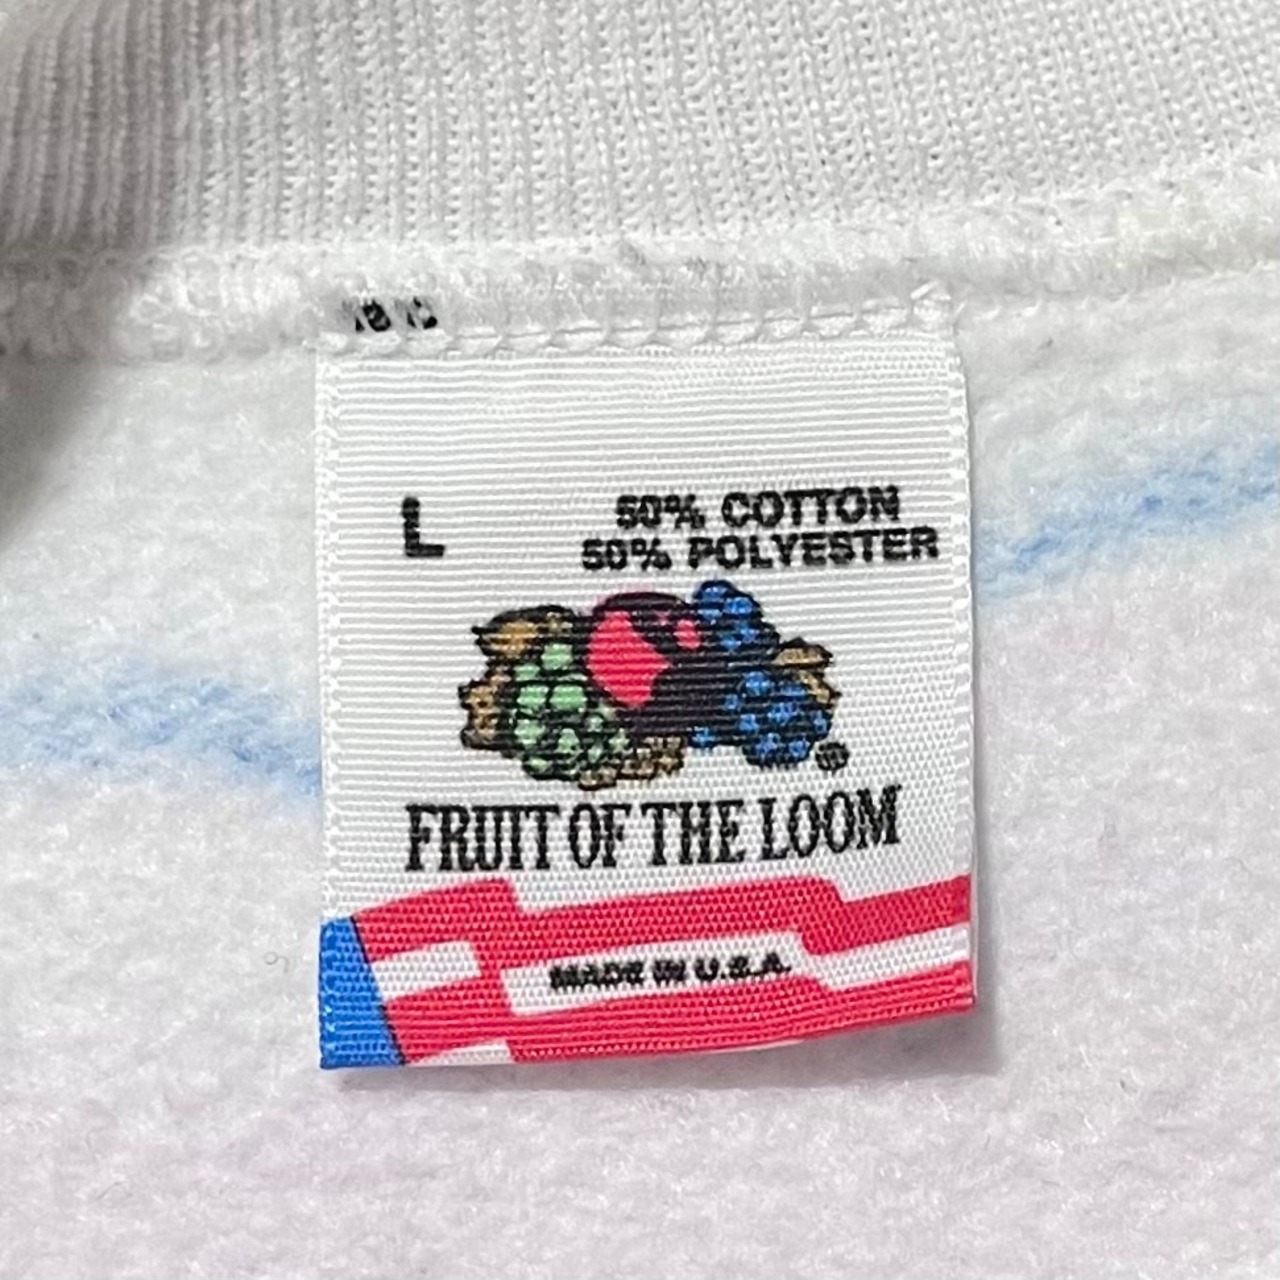 L
50% COTTON
50% POLYESTER
®
FRUIT OF THE LOOM
MADE IN U.S.A.